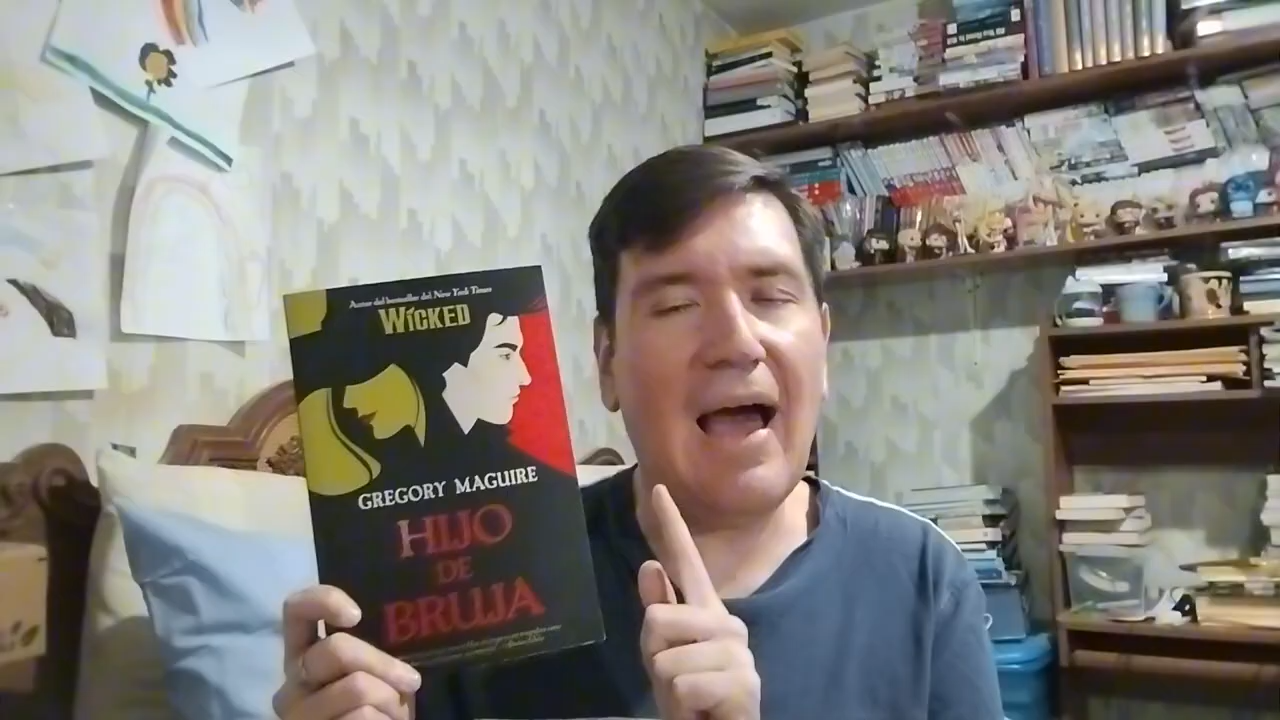 Autor del bestseller del New York Times
WICKED
GREGORY MAGUIRE
HIJO
DE
BRUJA